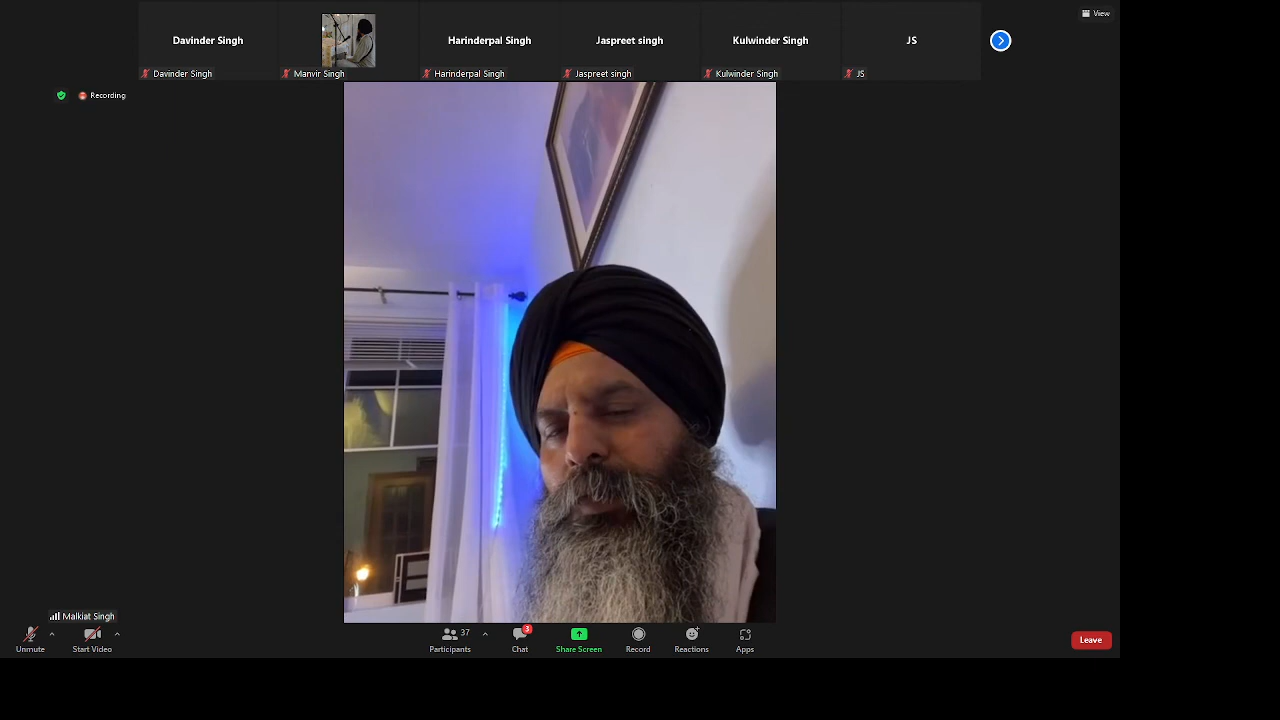 View
Davinder Singh
Harinderpal Singh
Jaspreet singh
Kulwinder Singh
JS
Davinder Singh
Manvir Singh
Harinderpal Singh
Jaspreet singh
Kulwinder Singh
JS
Recording
Malkiat Singh
Unmute
Start Video
Participants
37
Chat
3
Share Screen
Record
Reactions
Apps
Leave